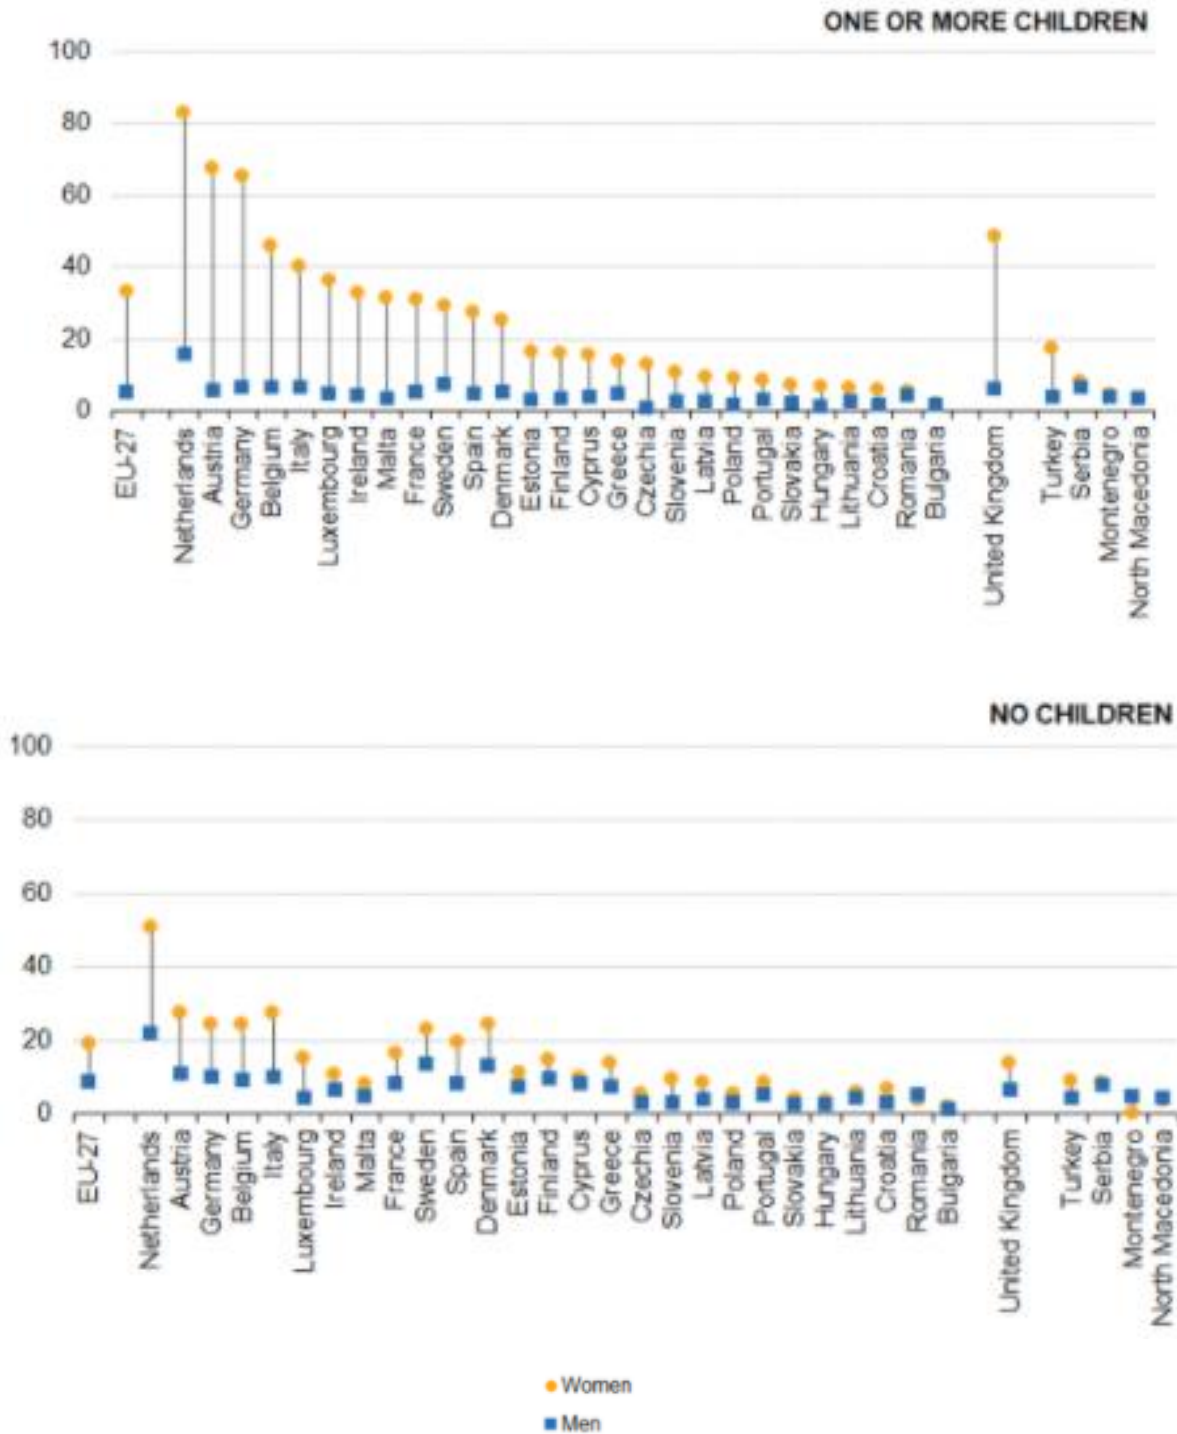 ONE OR MORE CHILDREN
100
80
60
40
20
0
EU-27
Netherlands
Austria
Germany
Belgium
Italy
Luxembourg
Ireland
Malta
France
Sweden
Spain
Denmark
Estonia
Finland
Cyprus
Greece
Czechia
Slovenia
Latvia
Poland
Portugal
Slovakia
Hungary
Lithuania
Croatia
Romania
Bulgaria
United Kingdom
Turkey
Serbia
Montenegro
North Macedonia
NO CHILDREN
100
80
60
40
20
0
EU-27
Netherlands
Austria
Germany
Belgium
Italy
Luxembourg
Ireland
Malta
France
Sweden
Spain
Denmark
Estonia
Finland
Cyprus
Greece
Czechia
Slovenia
Latvia
Poland
Portugal
Slovakia
Hungary
Lithuania
Croatia
Romania
Bulgaria
United Kingdom
Turkey
Serbia
Montenegro
North Macedonia
Women
Men